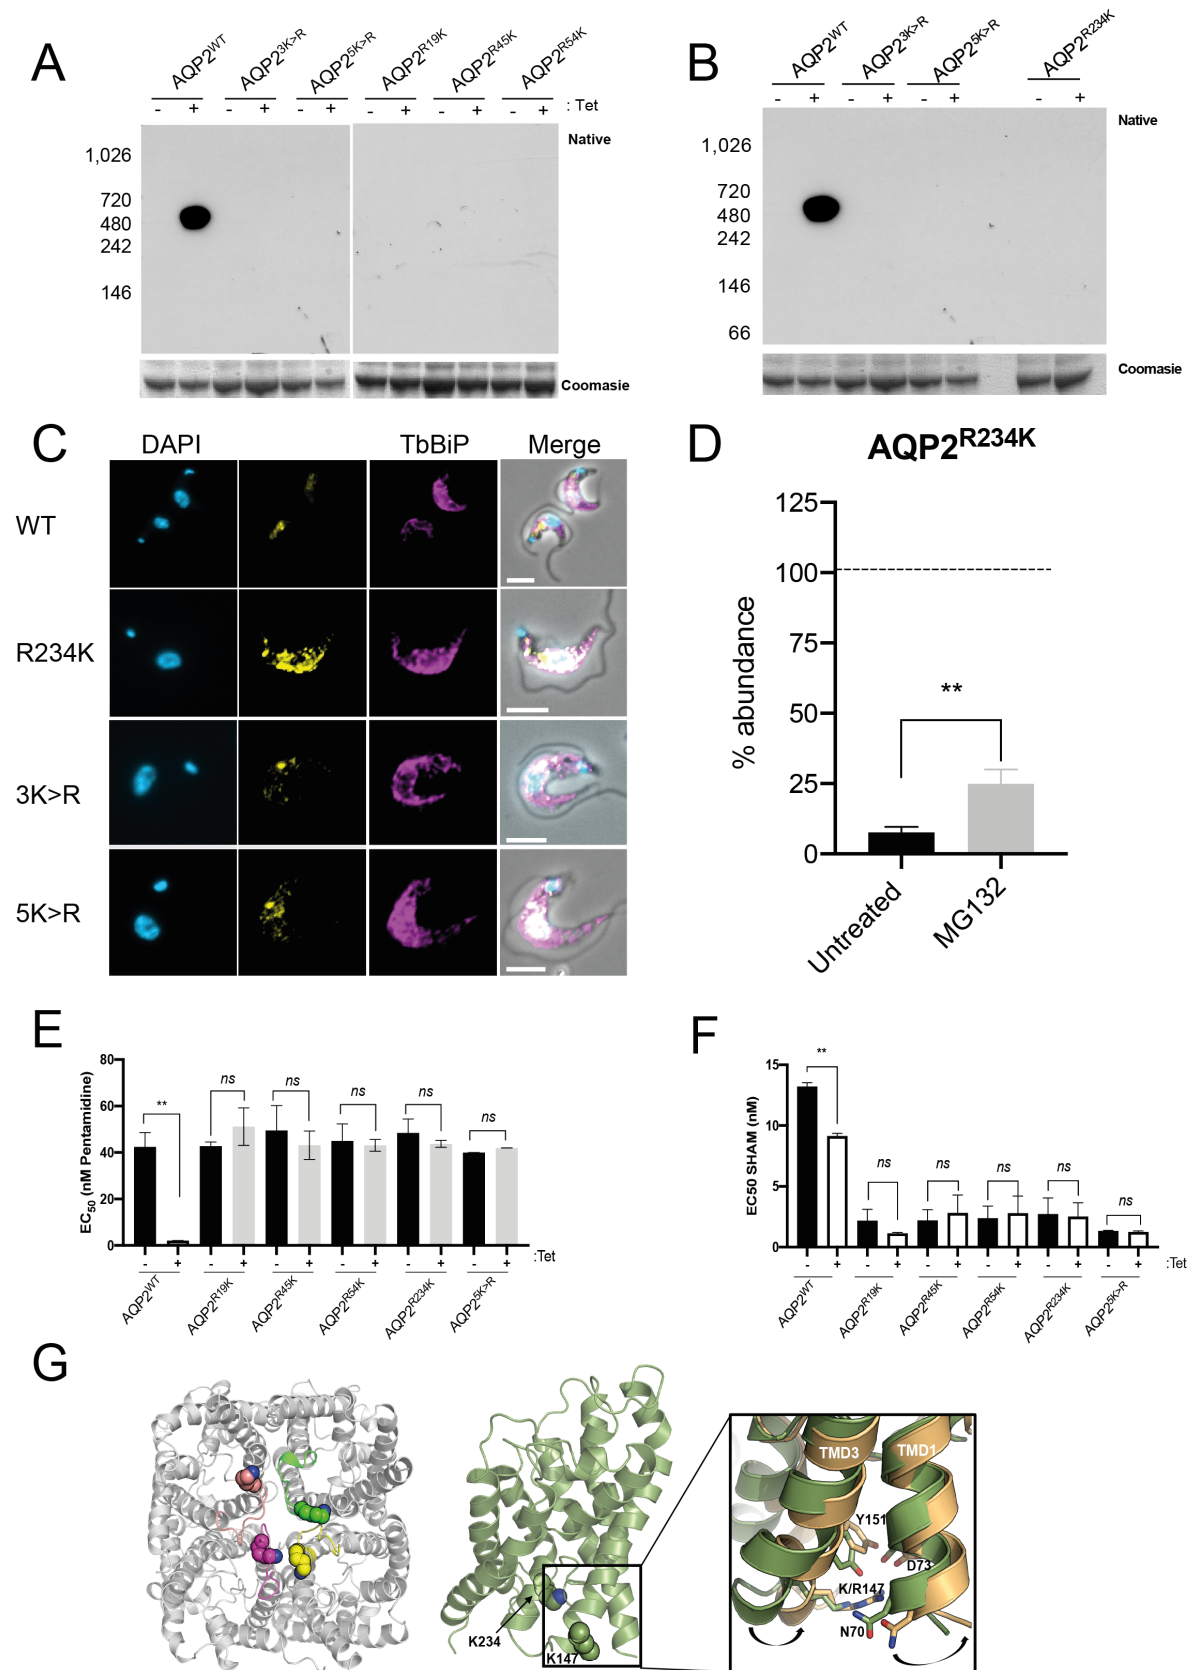 A
AQP2WT AQP23K>R AQP25K>R AQP2R19K AQP2R45K AQP2R54K
- + - + - + - + - + - + : Tet
Native
1,026
720
480
242
146
Coomasie
B
AQP2WT AQP23K>R AQP25K>R AQP2R234K
- + - + - + - +
Native
1,026
720
480
242
146
66
Coomasie
C
DAPI TbBiP Merge
WT
R234K
3K>R
5K>R
D
AQP2R234K
% abundance
125
100
75
50
25
0
**
Untreated MG132
E
EC50 (nM Pentamidine)
80
60
40
20
0
** ns ns ns ns ns
- + - + - + - + - + - + :Tet
AQP2WT AQP2R19K AQP2R45K AQP2R54K AQP2R234K AQP25K>R
F
EC50 SHAM (nM)
15
10
5
0
** ns ns ns ns ns
- + - + - + - + - + - + :Tet
AQP2WT AQP2R19K AQP2R45K AQP2R54K AQP2R234K AQP25K>R
G
K234
K147
TMD3 TMD1
Y151
D73
K/R147
N70